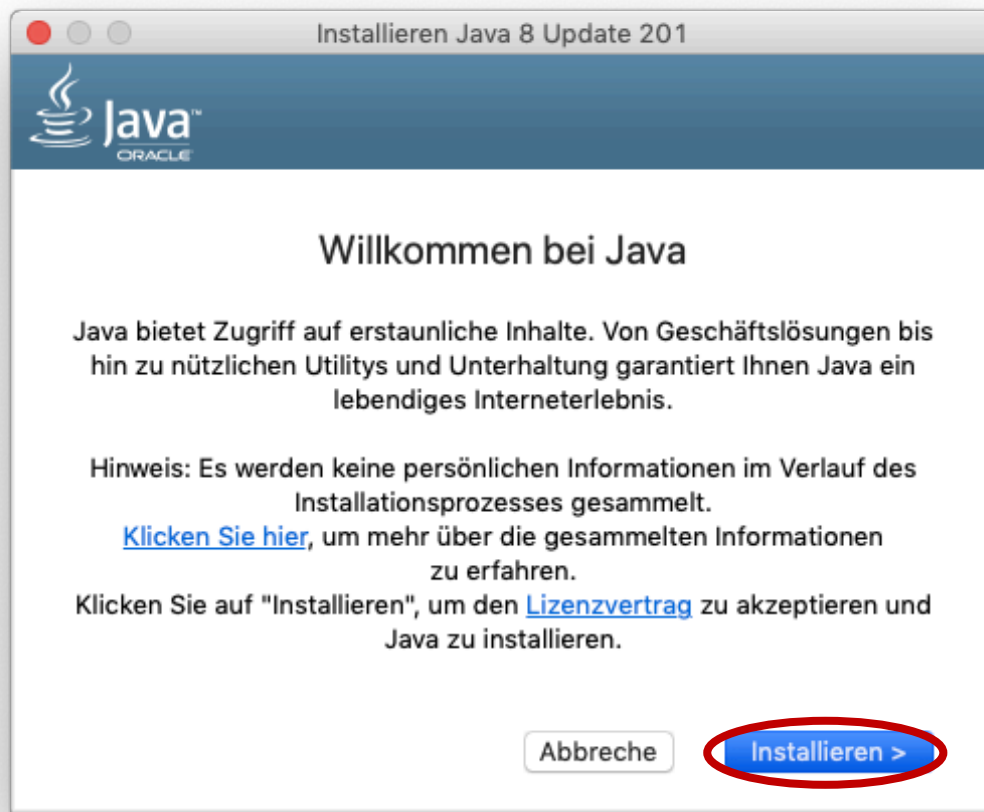 Installieren Java 8 Update 201
Java™
ORACLE
Willkommen bei Java
Java bietet Zugriff auf erstaunliche Inhalte. Von Geschäftslösungen bis
hin zu nützlichen Utilitys und Unterhaltung garantiert Ihnen Java ein
lebendiges Interneterlebnis.
Hinweis: Es werden keine persönlichen Informationen im Verlauf des
Installationsprozesses gesammelt.
Klicken Sie hier, um mehr über die gesammelten Informationen
zu erfahren.
Klicken Sie auf "Installieren", um den Lizenzvertrag zu akzeptieren und
Java zu installieren.
Abbreche
Installieren >